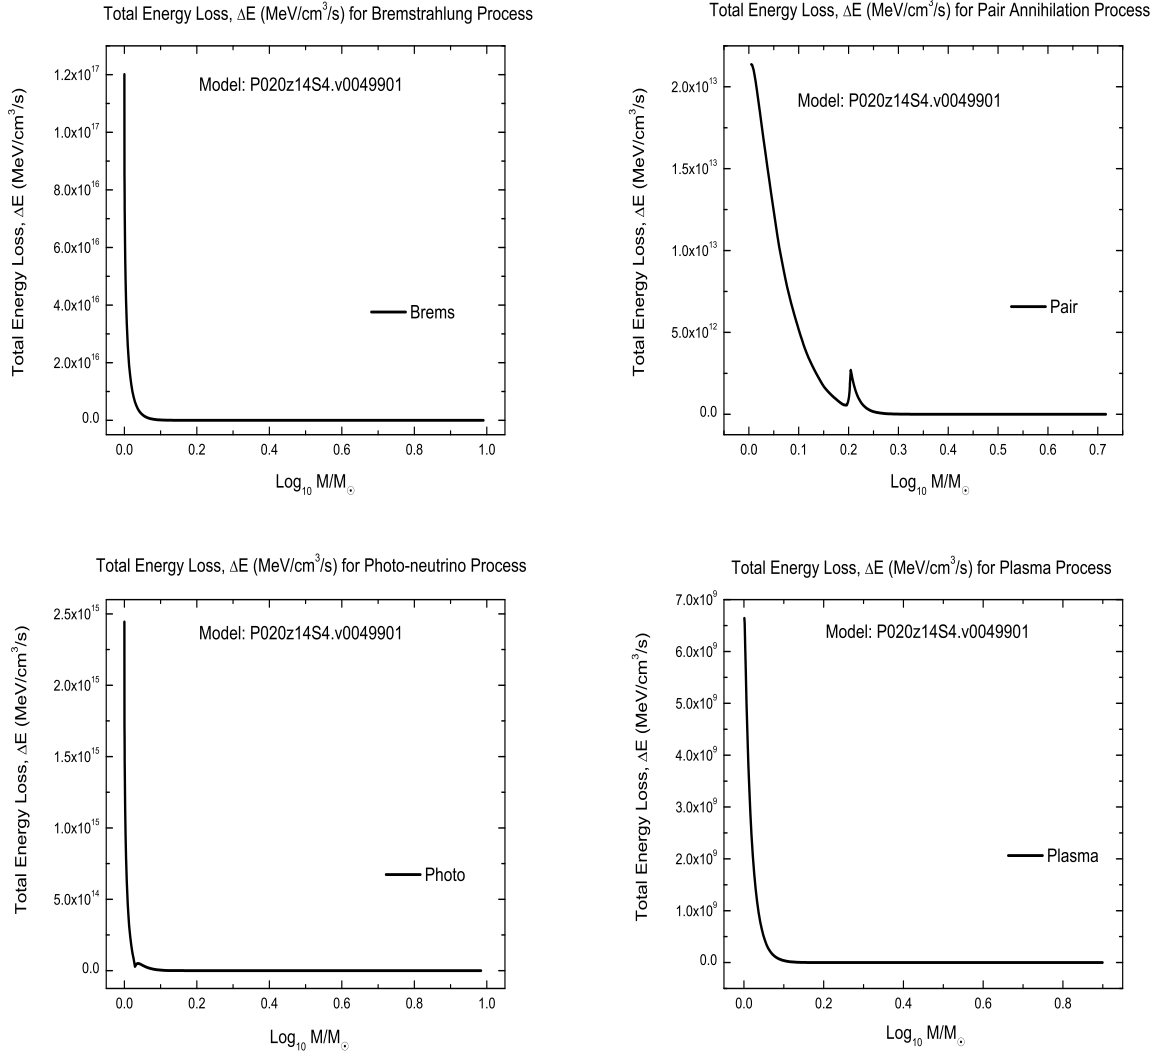 Total Energy Loss, ΔE (MeV/cm³/s) for Bremstrahlung Process
Total Energy Loss, ΔE (MeV/cm³/s)
1.2x10¹⁷
1.0x10¹⁷
8.0x10¹⁶
6.0x10¹⁶
4.0x10¹⁶
2.0x10¹⁶
0.0
Model: P020z14S4.v0049901
Brems
0.0 0.2 0.4 0.6 0.8 1.0
Log₁₀ M/M☉
Total Energy Loss, ΔE (MeV/cm³/s) for Pair Annihilation Process
Total Energy Loss, ΔE (MeV/cm³/s)
2.0x10¹³
1.5x10¹³
1.0x10¹³
5.0x10¹²
0.0
Model: P020z14S4.v0049901
Pair
0.0 0.1 0.2 0.3 0.4 0.5 0.6 0.7
Log₁₀ M/M☉
Total Energy Loss, ΔE (MeV/cm³/s) for Photo-neutrino Process
Total Energy Loss, ΔE (MeV/cm³/s)
2.5x10¹⁵
2.0x10¹⁵
1.5x10¹⁵
1.0x10¹⁵
5.0x10¹⁴
0.0
Model: P020z14S4.v0049901
Photo
0.0 0.2 0.4 0.6 0.8 1.0
Log₁₀ M/M☉
Total Energy Loss, ΔE (MeV/cm³/s) for Plasma Process
Total Energy Loss, ΔE (MeV/cm³/s)
7.0x10⁹
6.0x10⁹
5.0x10⁹
4.0x10⁹
3.0x10⁹
2.0x10⁹
1.0x10⁹
0.0
Model: P020z14S4.v0049901
Plasma
0.0 0.2 0.4 0.6 0.8
Log₁₀ M/M☉